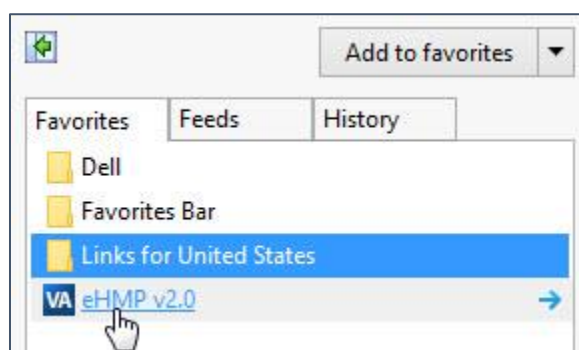 Add to favorites
Favorites Feeds History
Dell
Favorites Bar
Links for United States
VA eHMP v2.0